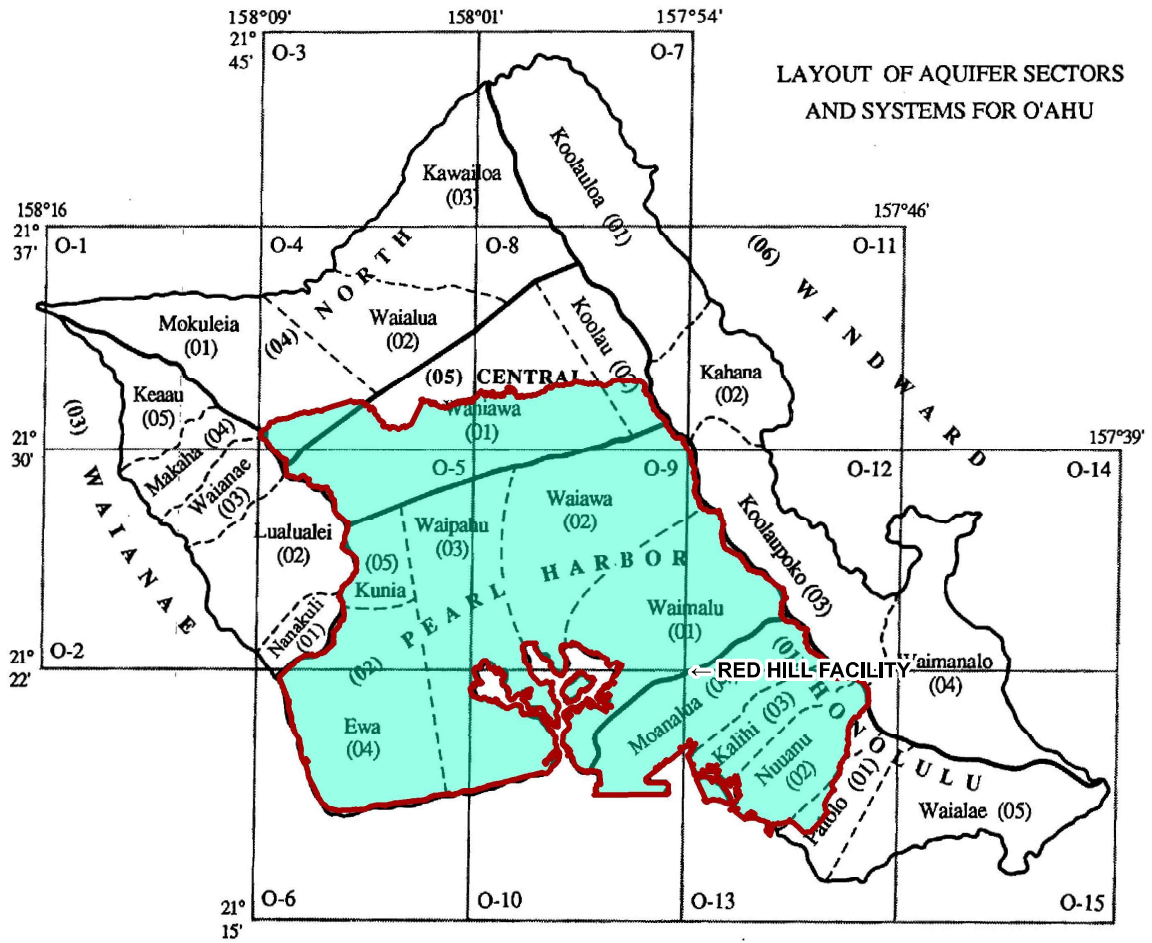 158°09'
158°01'
157°54'
21°
45'
O-3
O-7
LAYOUT OF AQUIFER SECTORS
AND SYSTEMS FOR O'AHU
Kawailoa
(03)
Koolauloa (01)
158°16
21°
37'
157°46'
O-1
O-4
O-8
O-11
(04) NORTH
(06) WINDWARD
Mokuleia
(01)
Waialua
(02)
Koolau (02)
Kahana
(02)
(05) CENTRAL
Wahiawa
(01)
Keaau
(05)
(03) WAIANAE
Makaha (04)
Waianae
(03)
21°
30'
157°39'
O-5
O-9
O-12
O-14
Lualualei
(02)
Waipahu
(03)
Waiawa
(02)
Koolaupoko (03)
(05)
Kunia
(02) PEARL HARBOR
Waimalu
(01)
Nanakuli
(01)
O-2
21°
22'
← RED HILL FACILITY
Waimanalo
(04)
(01) HONOLULU
Ewa
(04)
Moanalua (04)
Kalihi (03)
Nuuanu
(02)
Palolo (01)
Waialae (05)
O-6
O-10
O-13
O-15
21°
15'